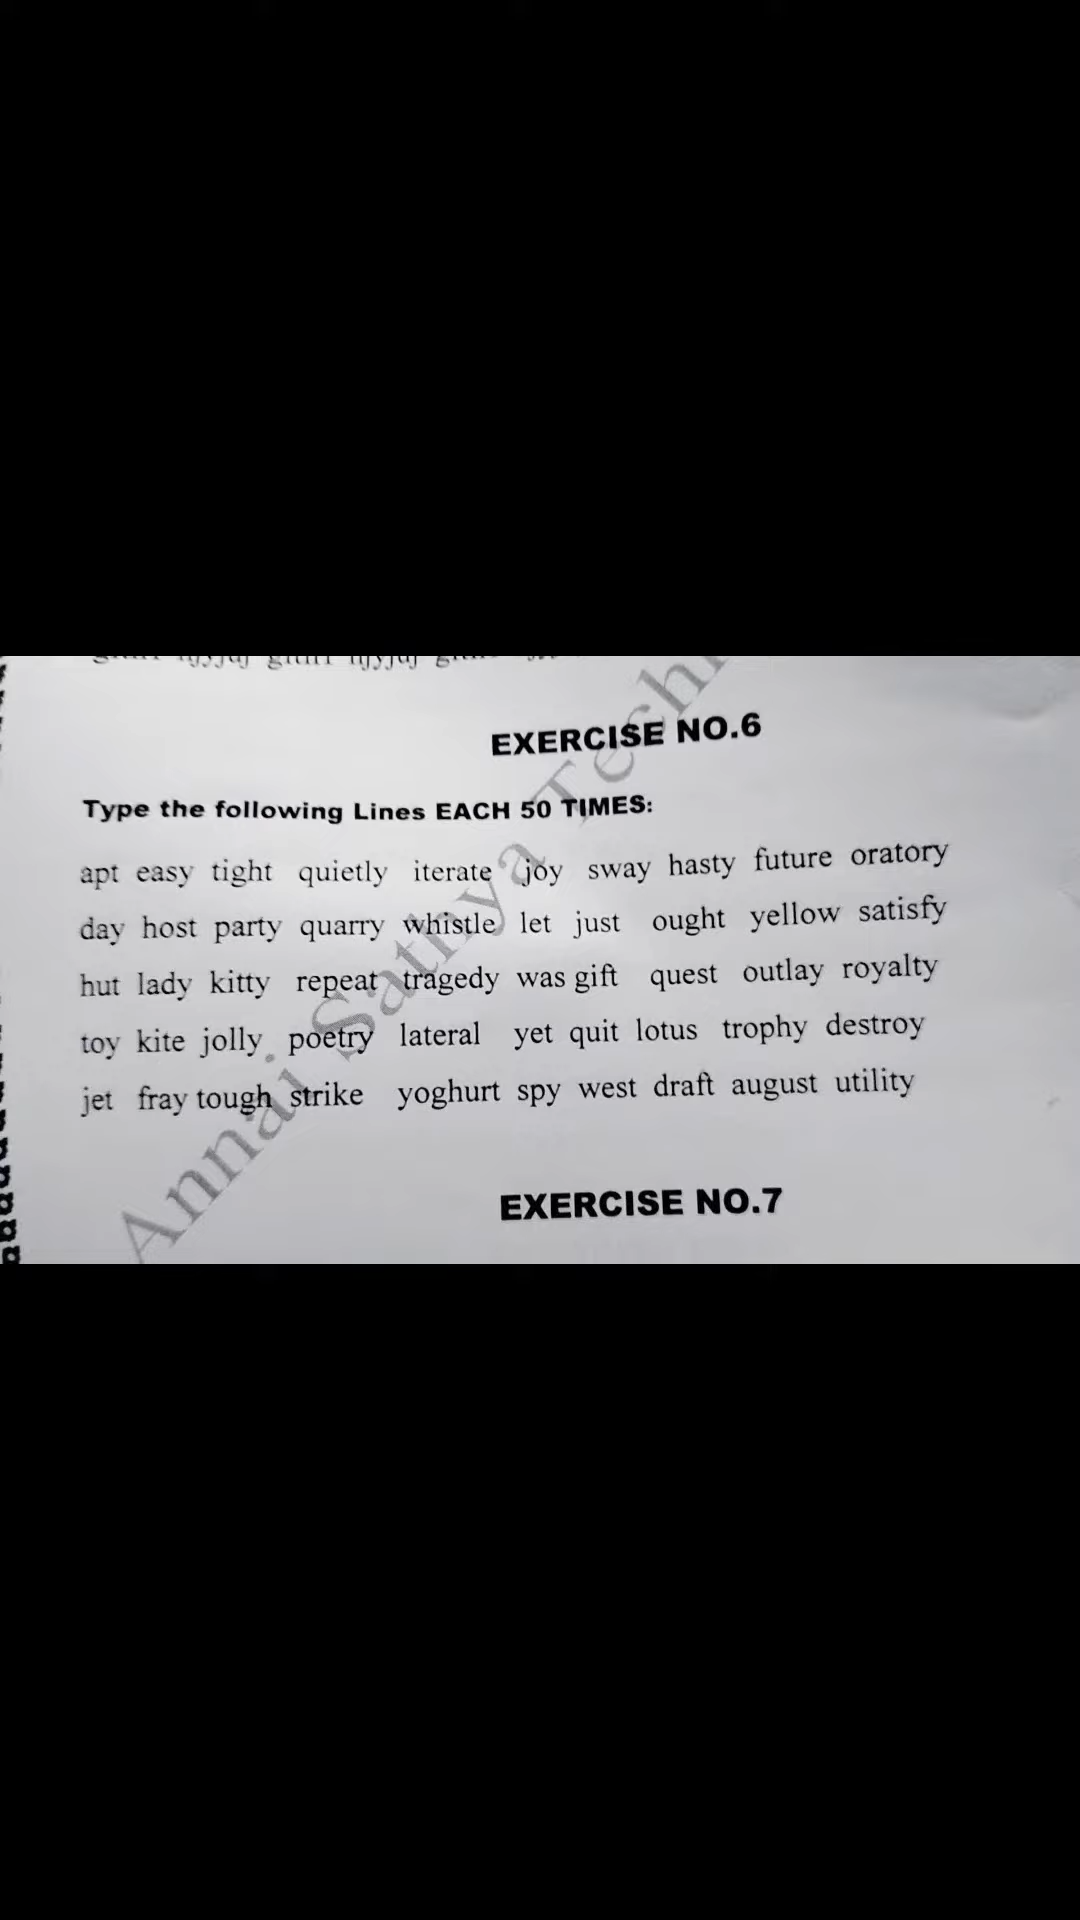 EXERCISE NO.6
Type the following Lines EACH 50 TIMES:
apt easy tight quietly iterate joy sway hasty future oratory
day host party quarry whistle let just ought yellow satisfy
hut lady kitty repeat tragedy was gift quest outlay royalty
toy kite jolly poetry lateral yet quit lotus trophy destroy
jet fray tough strike yoghurt spy west draft august utility
Annai Sathya
EXERCISE NO.7